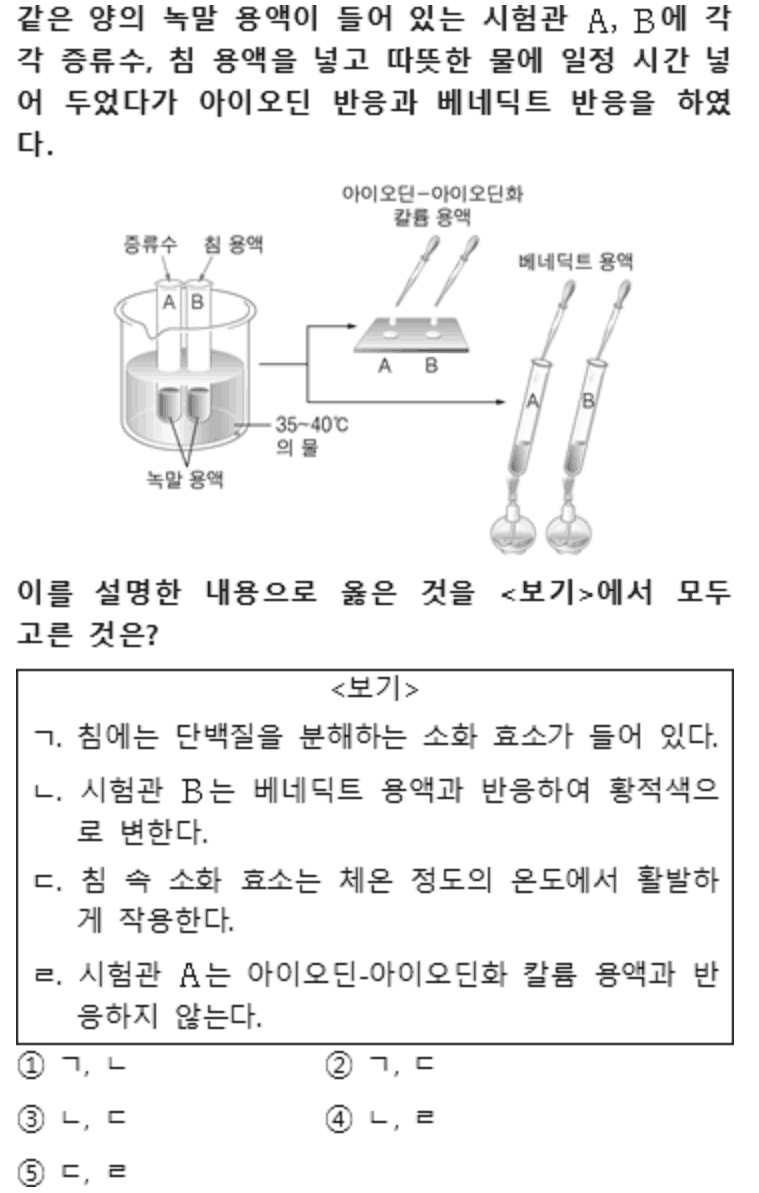 같은 양의 녹말 용액이 들어 있는 시험관 A, B에 각
각 증류수, 침 용액을 넣고 따뜻한 물에 일정 시간 넣
어 두었다가 아이오딘 반응과 베네딕트 반응을 하였
다.
아이오딘-아이오딘화
칼륨 용액
증류수 침 용액
베네딕트 용액
A B
A B
A B
35~40℃
의 물
녹말 용액
이를 설명한 내용으로 옳은 것을 <보기>에서 모두
고른 것은?
<보기>
ㄱ. 침에는 단백질을 분해하는 소화 효소가 들어 있다.
ㄴ. 시험관 B는 베네딕트 용액과 반응하여 황적색으
로 변한다.
ㄷ. 침 속 소화 효소는 체온 정도의 온도에서 활발하
게 작용한다.
ㄹ. 시험관 A는 아이오딘-아이오딘화 칼륨 용액과 반
응하지 않는다.
① ㄱ, ㄴ ② ㄱ, ㄷ
③ ㄴ, ㄷ ④ ㄴ, ㄹ
⑤ ㄷ, ㄹ